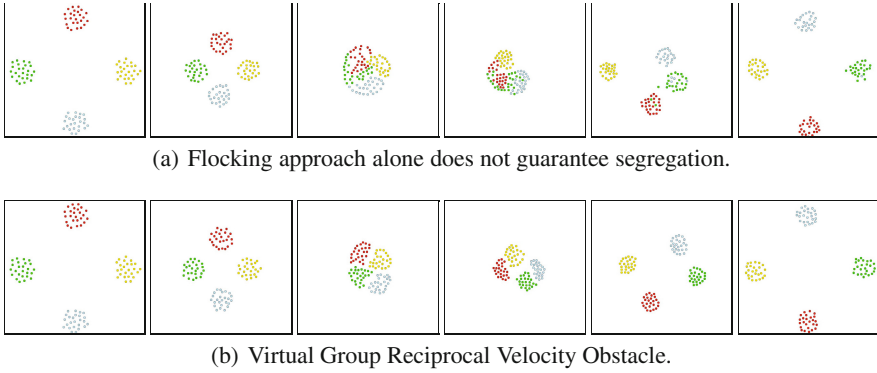 (a) Flocking approach alone does not guarantee segregation.
(b) Virtual Group Reciprocal Velocity Obstacle.